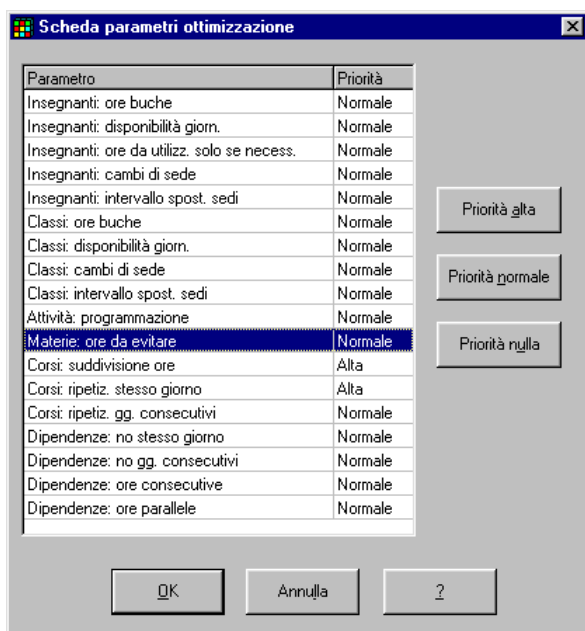 Scheda parametri ottimizzazione
Parametro Priorità
Insegnanti: ore buche Normale
Insegnanti: disponibilità giorn. Normale
Insegnanti: ore da utilizz. solo se necess. Normale
Insegnanti: cambi di sede Normale
Insegnanti: intervallo spost. sedi Normale
Classi: ore buche Normale
Classi: disponibilità giorn. Normale
Classi: cambi di sede Normale
Classi: intervallo spost. sedi Normale
Attività: programmazione Normale
Materie: ore da evitare Normale
Corsi: suddivisione ore Alta
Corsi: ripetiz. stesso giorno Alta
Corsi: ripetiz. gg. consecutivi Normale
Dipendenze: no stesso giorno Normale
Dipendenze: no gg. consecutivi Normale
Dipendenze: ore consecutive Normale
Dipendenze: ore parallele Normale
Priorità alta
Priorità normale
Priorità nulla
OK Annulla ?